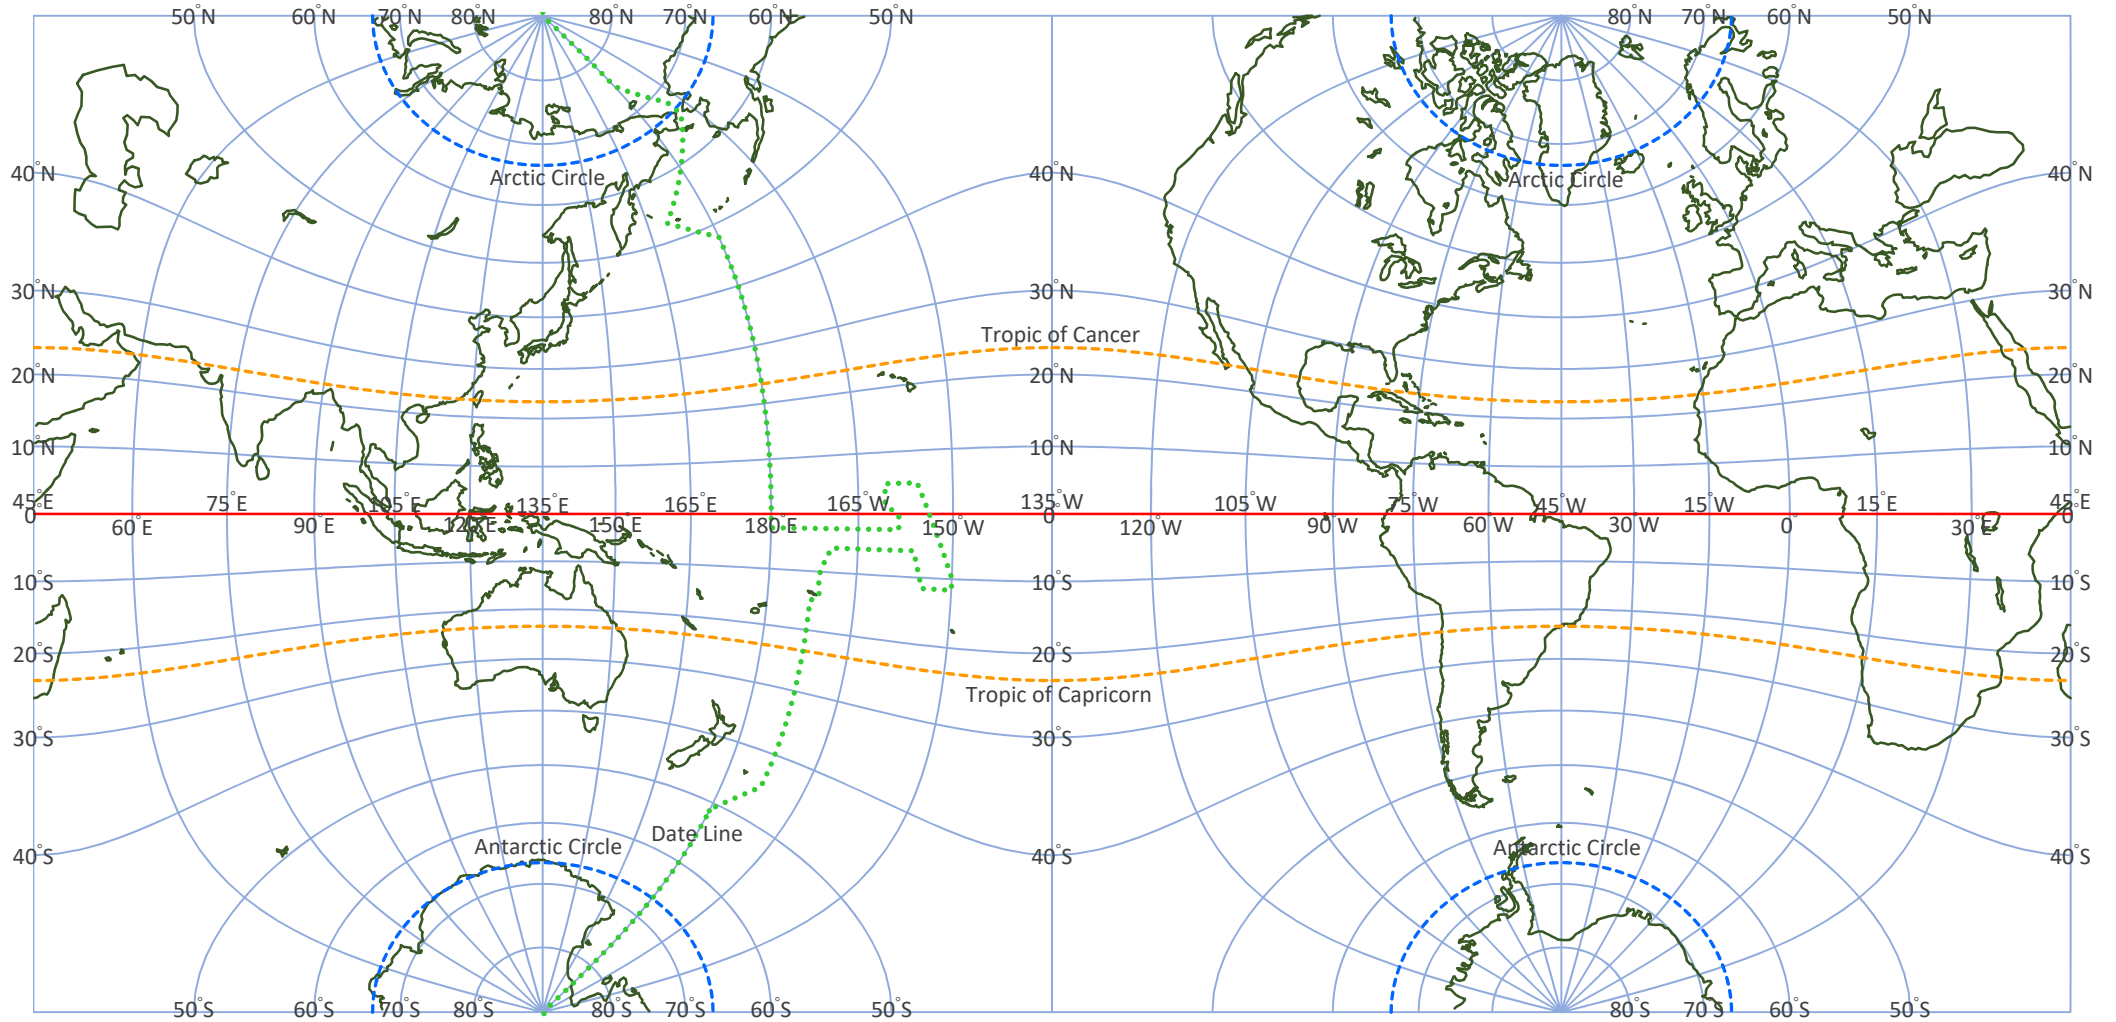 50°N 60°N 70°N 80°N 80°N 70°N 60°N 50°N 80°N 70°N 60°N 50°N
40°N 40°N 40°N
Arctic Circle Arctic Circle
30°N 30°N 30°N
Tropic of Cancer
20°N 20°N 20°N
10°N 10°N 10°N
45°E 75°E 105°E 135°E 165°E 165°W 135°W 105°W 75°W 45°W 15°W 15°E 45°E
0° 0° 0°
60°E 90°E 120°E 150°E 180°E 150°W 120°W 90°W 60°W 30°W 0° 30°E
10°S 10°S 10°S
20°S 20°S 20°S
Tropic of Capricorn
30°S 30°S 30°S
Date Line
Antarctic Circle Antarctic Circle
40°S 40°S 40°S
50°S 60°S 70°S 80°S 80°S 70°S 60°S 50°S 80°S 70°S 60°S 50°S